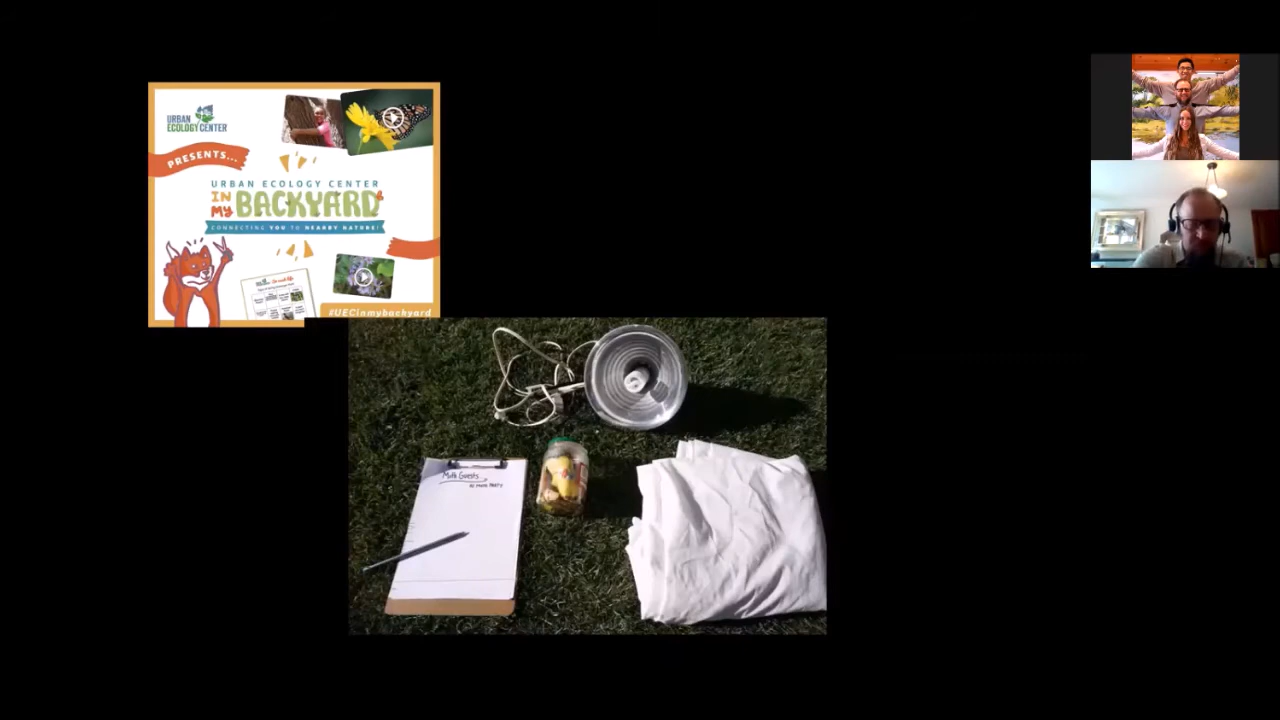 URBAN
ECOLOGY CENTER
PRESENTS...
URBAN ECOLOGY CENTER
IN MY BACKYARD
CONNECTING YOU TO NEARBY NATURE!
#UECinmybackyard
Moth Guests